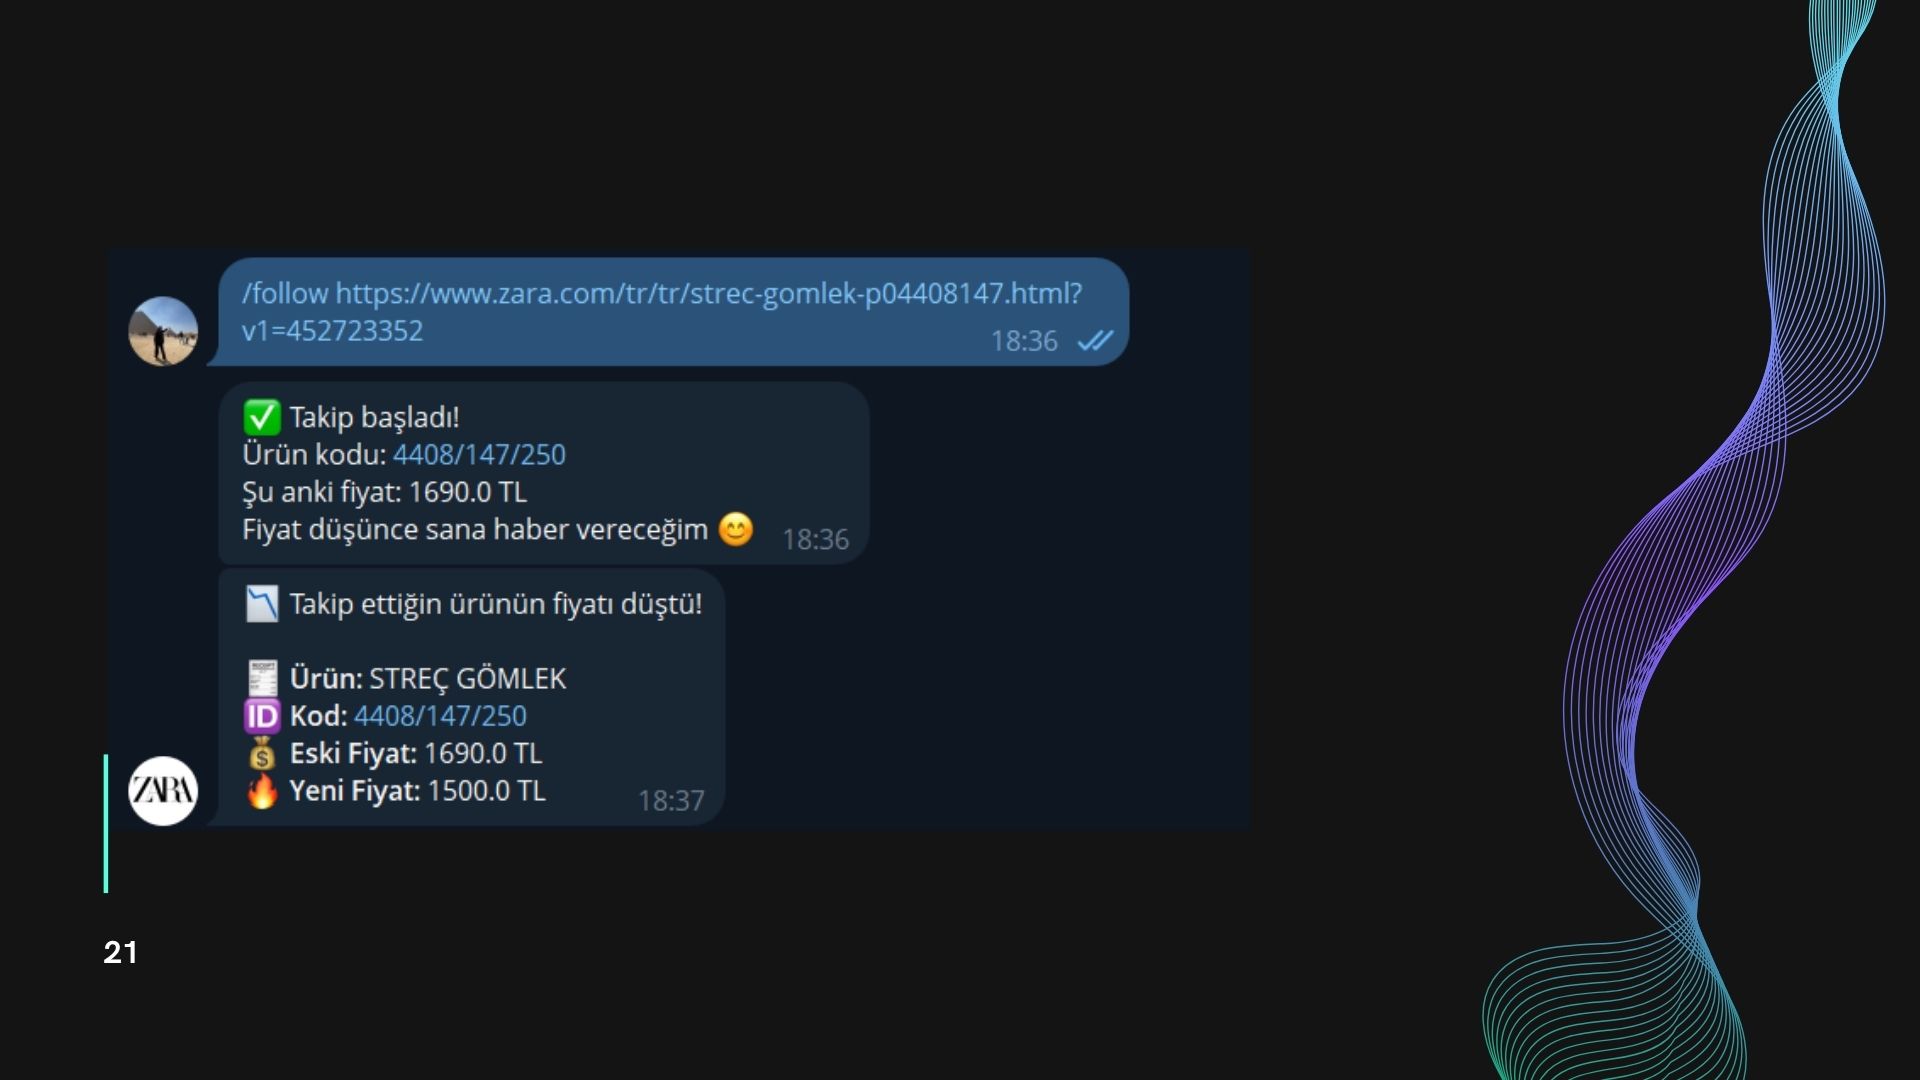 /follow https://www.zara.com/tr/tr/strec-gomlek-p04408147.html?
v1=452723352
18:36
✅ Takip başladı!
Ürün kodu: 4408/147/250
Şu anki fiyat: 1690.0 TL
Fiyat düşünce sana haber vereceğim 😊
18:36
📉 Takip ettiğin ürünün fiyatı düştü!
🧾 Ürün: STREÇ GÖMLEK
🆔 Kod: 4408/147/250
💰 Eski Fiyat: 1690.0 TL
🔥 Yeni Fiyat: 1500.0 TL
18:37
ZARA
21